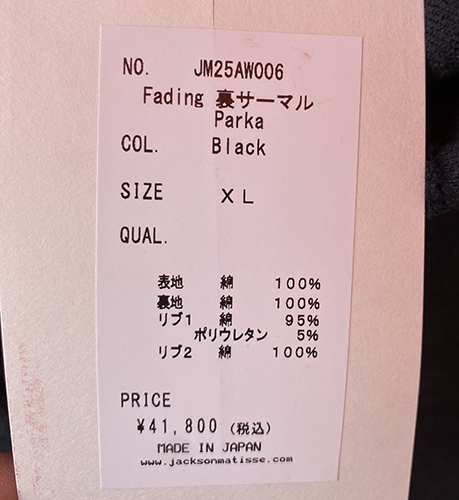 NO. JM25AW006
Fading 裏サーマル
Parka
COL. Black
SIZE XL
QUAL.
表地 綿 100%
裏地 綿 100%
リブ1 綿 95%
ポリウレタン 5%
リブ2 綿 100%
PRICE
¥41,800 (税込)
MADE IN JAPAN
www.jacksonmatisse.com